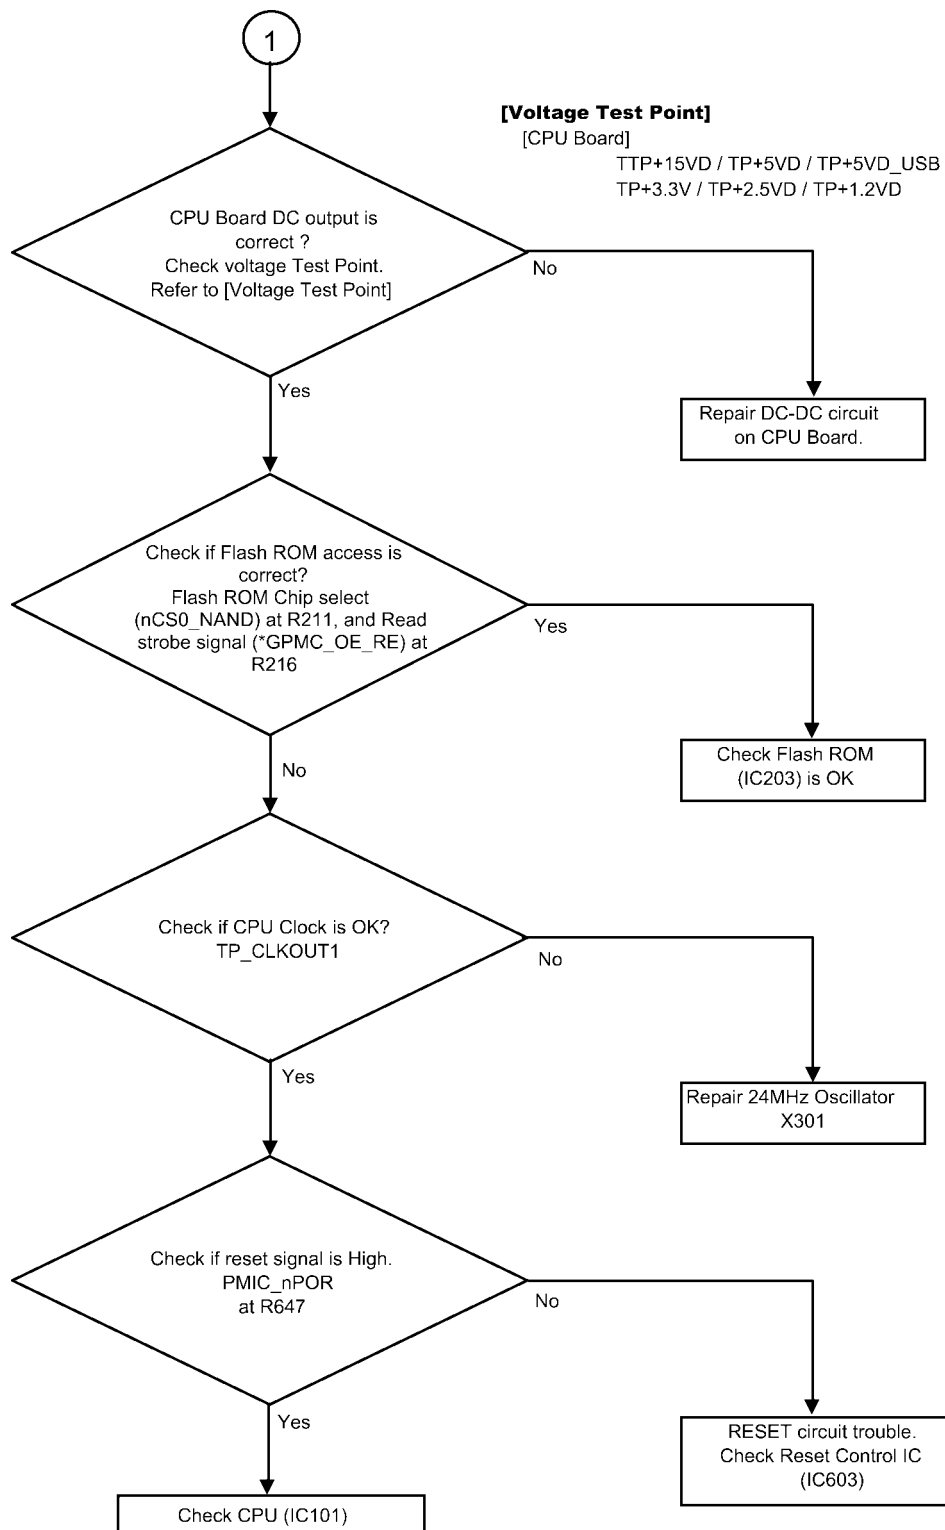 1
[Voltage Test Point]
[CPU Board]
TTP+15VD / TP+5VD / TP+5VD_USB
TP+3.3V / TP+2.5VD / TP+1.2VD
CPU Board DC output is
correct ?
Check voltage Test Point.
Refer to [Voltage Test Point]
No
Yes
Repair DC-DC circuit
on CPU Board.
Check if Flash ROM access is
correct?
Flash ROM Chip select
(nCS0_NAND) at R211, and Read
strobe signal (*GPMC_OE_RE) at
R216
Yes
No
Check Flash ROM
(IC203) is OK
Check if CPU Clock is OK?
TP_CLKOUT1
No
Yes
Repair 24MHz Oscillator
X301
Check if reset signal is High.
PMIC_nPOR
at R647
No
Yes
RESET circuit trouble.
Check Reset Control IC
(IC603)
Check CPU (IC101)